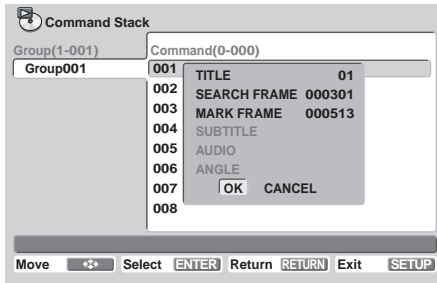 Command Stack
Group(1-001) Command(0-000)
Group001
001
002
003
004
005
006
007
008
TITLE 01
SEARCH FRAME 000301
MARK FRAME 000513
SUBTITLE
AUDIO
ANGLE
OK CANCEL
Move Select ENTER Return RETURN Exit SETUP